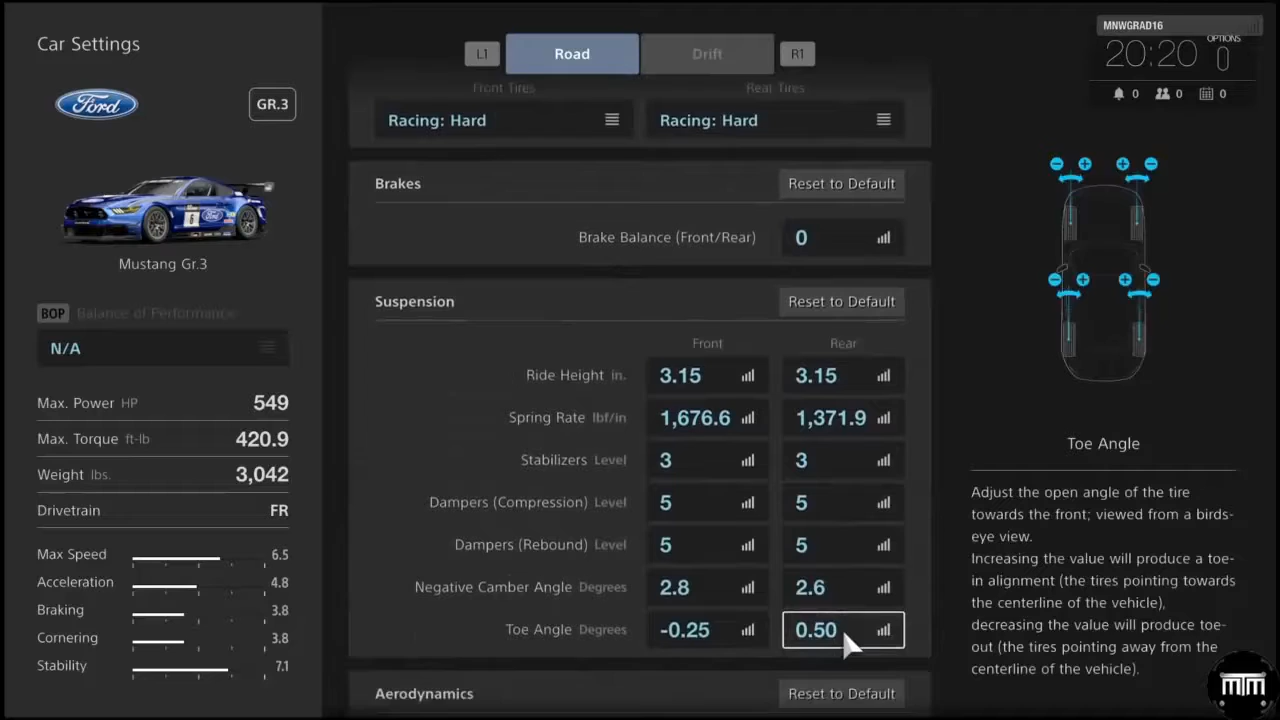 Car Settings
Ford
GR.3
6
Ford
Mustang Gr.3
BOP Balance of Performance
N/A
Max. Power HP 549
Max. Torque ft-lb 420.9
Weight lbs. 3,042
Drivetrain FR
Max Speed 6.5
Acceleration 4.8
Braking 3.8
Cornering 3.8
Stability 7.1
L1 Road Drift R1
Front Tires Rear Tires
Racing: Hard Racing: Hard
Brakes Reset to Default
Brake Balance (Front/Rear) 0
Suspension Reset to Default
Front Rear
Ride Height in. 3.15 3.15
Spring Rate lbf/in 1,676.6 1,371.9
Stabilizers Level 3 3
Dampers (Compression) Level 5 5
Dampers (Rebound) Level 5 5
Negative Camber Angle Degrees 2.8 2.6
Toe Angle Degrees -0.25 0.50
Aerodynamics Reset to Default
MNWGRAD16
20:20 OPTIONS
0 0 0
Toe Angle
Adjust the open angle of the tire
towards the front; viewed from a birds-
eye view.
Increasing the value will produce a toe-
in alignment (the tires pointing towards
the centerline of the vehicle),
decreasing the value will produce toe-
out (the tires pointing away from the
centerline of the vehicle).
MTM